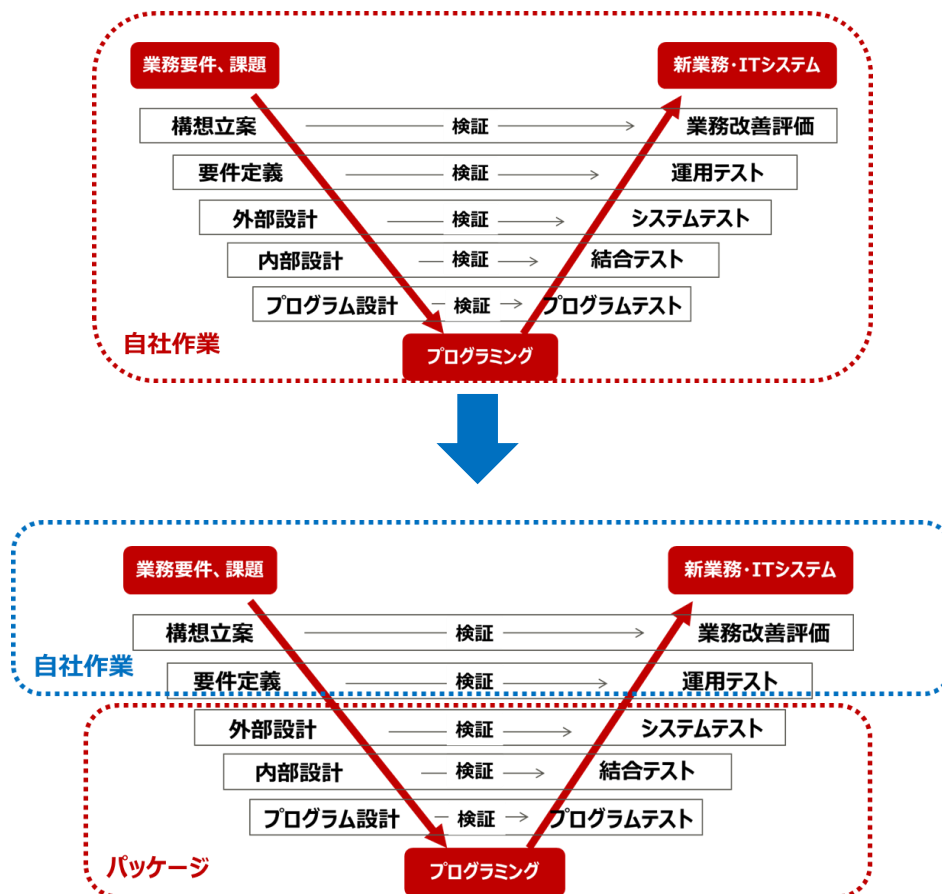 業務要件、課題
新業務・ITシステム
構想立案
検証
業務改善評価
要件定義
検証
運用テスト
外部設計
検証
システムテスト
内部設計
検証
結合テスト
プログラム設計
検証
プログラムテスト
自社作業
プログラミング
業務要件、課題
新業務・ITシステム
構想立案
検証
業務改善評価
自社作業
要件定義
検証
運用テスト
外部設計
検証
システムテスト
内部設計
検証
結合テスト
プログラム設計
検証
プログラムテスト
パッケージ
プログラミング